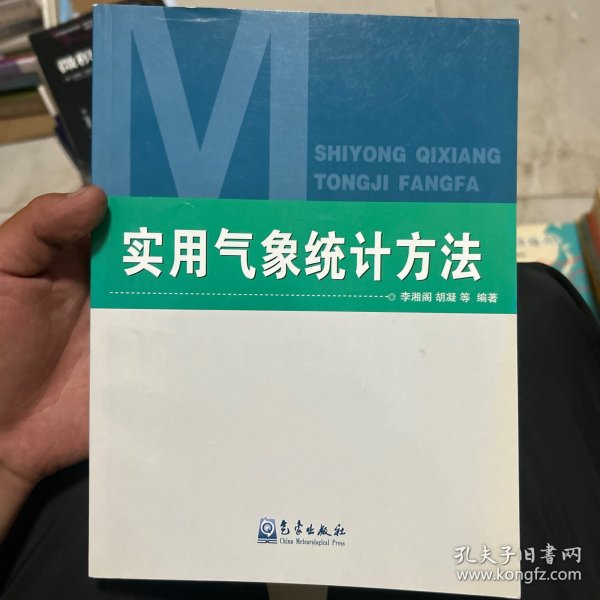 M
SHIYONG QIXIANG
TONGJI FANGFA
实用气象统计方法
李湘阁 胡凝 等 编著
气象出版社
China Meteorological Press
孔夫子旧书网
www.kongfz.com